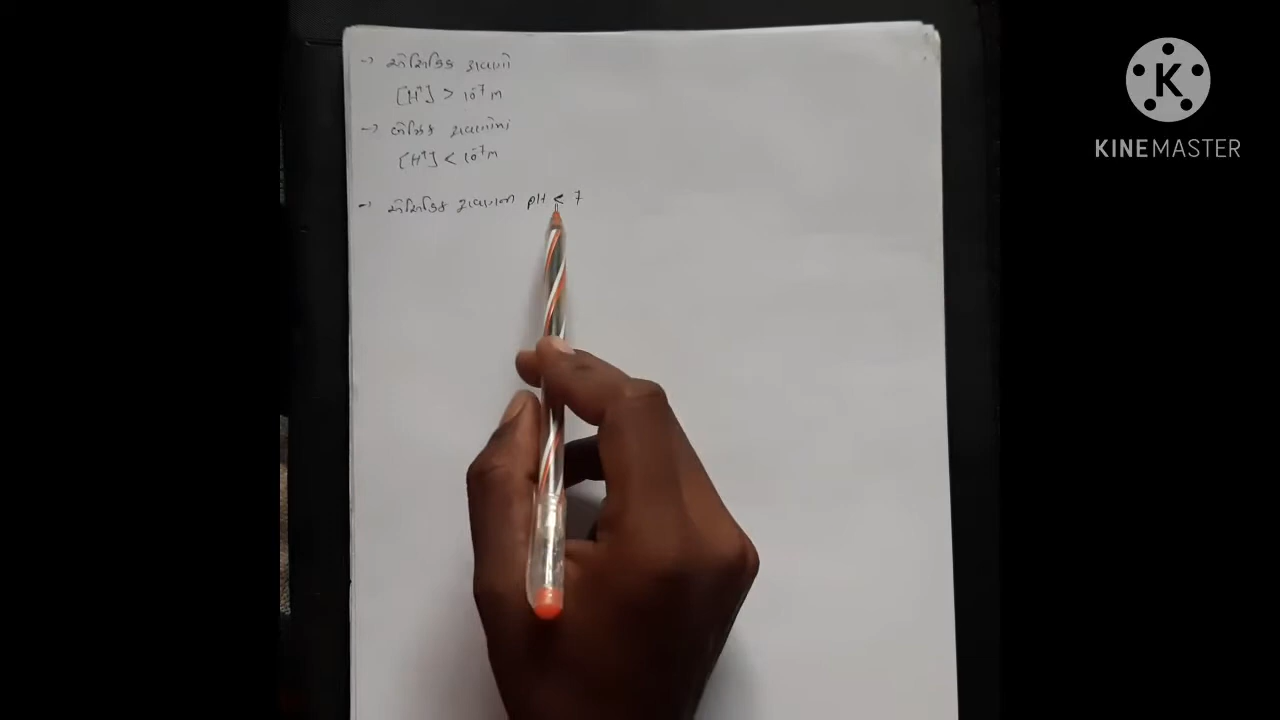 → એસિડિક દ્રાવણો
[H⁺] > 10⁻⁷ m
→ બેઝિક દ્રાવણોમાં
[H⁺] < 10⁻⁷ m
→ એસિડિક દ્રાવણની pH < 7
K
KINEMASTER